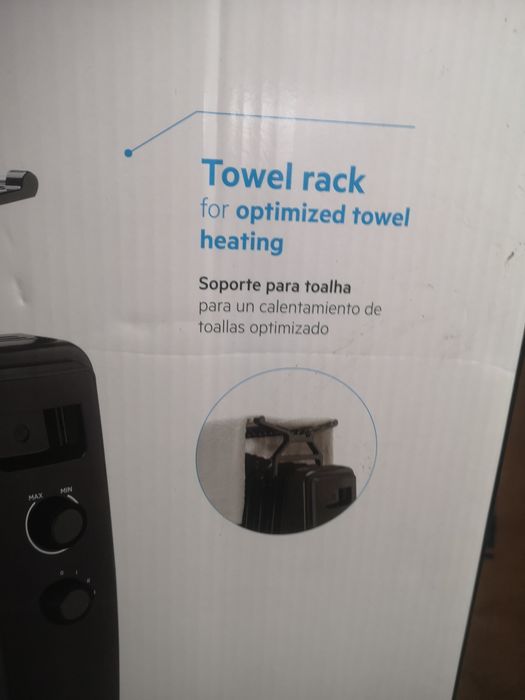 Towel rack
for optimized towel
heating
Soporte para toalha
para un calentamiento de
toallas optimizado
MAX MIN